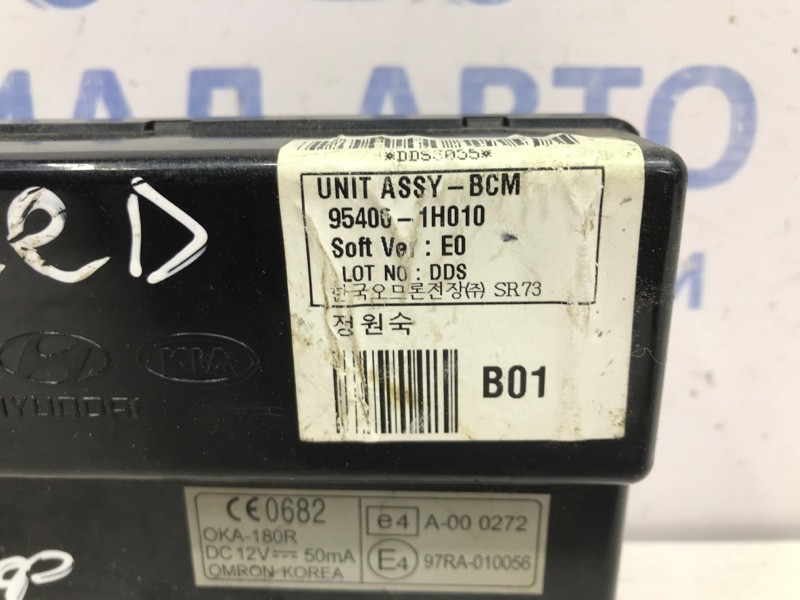 МАЛ АВТО
*DDS3055*
UNIT ASSY-BCM
95400-1H010
Soft Ver : E0
LOT NO : DDS
한국오므론전장(주) SR73
정원숙
B01
KIA
HYUNDAI
CE0682
OKA-180R
DC 12V 50mA
OMRON KOREA
e4 A-00 0272
E4 97RA-010056